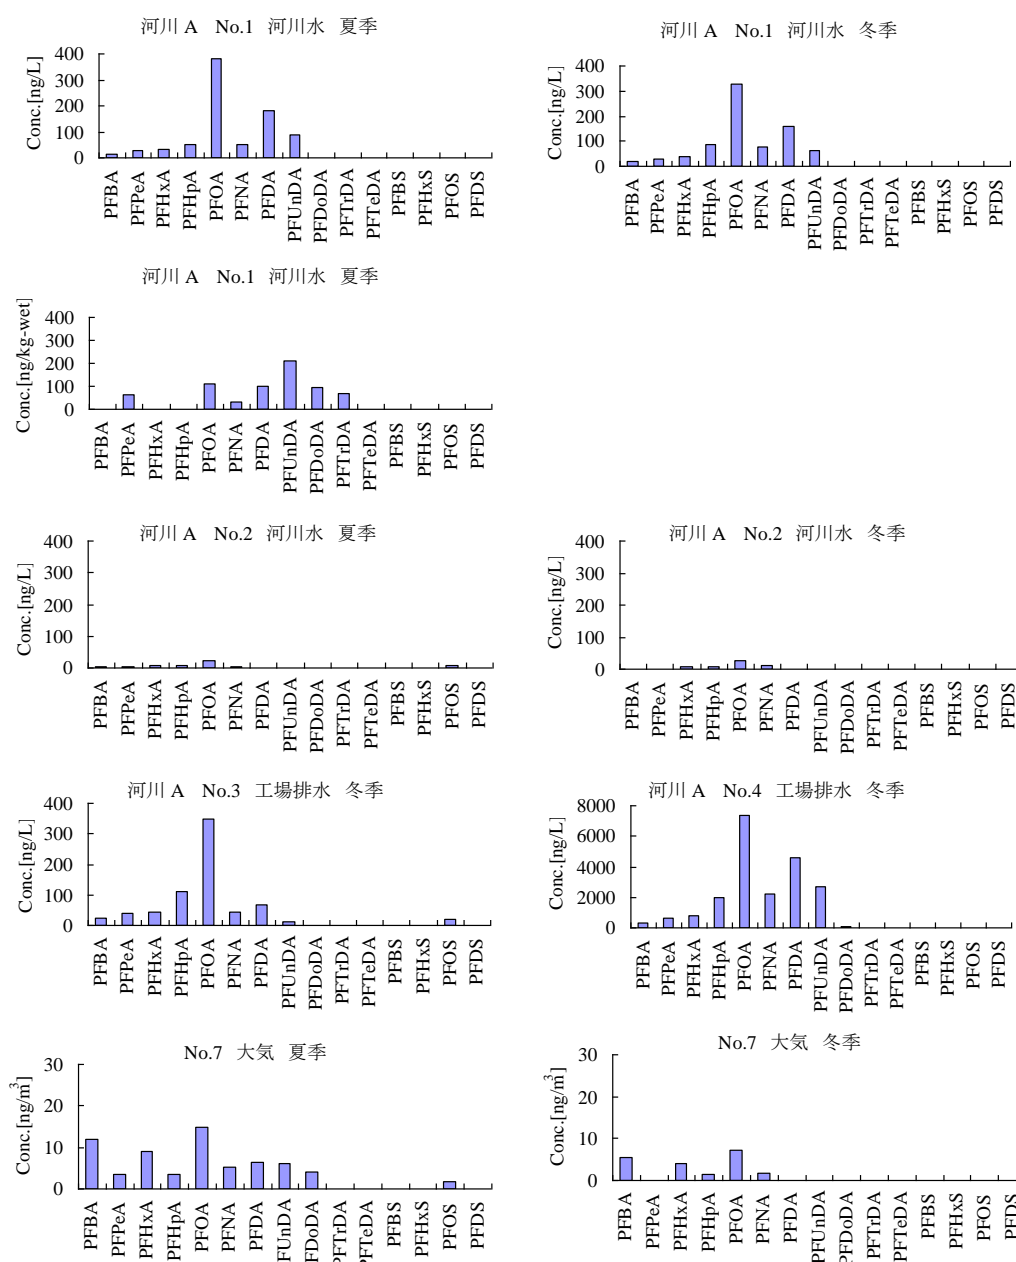 河川 A No.1 河川水 夏季
Conc.[ng/L]
400
300
200
100
0
PFBA
PFPeA
PFHxA
PFHpA
PFOA
PFNA
PFDA
PFUnDA
PFDoDA
PFTrDA
PFTeDA
PFBS
PFHxS
PFOS
PFDS
河川 A No.1 河川水 冬季
Conc.[ng/L]
400
300
200
100
0
PFBA
PFPeA
PFHxA
PFHpA
PFOA
PFNA
PFDA
PFUnDA
PFDoDA
PFTrDA
PFTeDA
PFBS
PFHxS
PFOS
PFDS
河川 A No.1 河川水 夏季
Conc.[ng/kg-wet]
400
300
200
100
0
PFBA
PFPeA
PFHxA
PFHpA
PFOA
PFNA
PFDA
PFUnDA
PFDoDA
PFTrDA
PFTeDA
PFBS
PFHxS
PFOS
PFDS
河川 A No.2 河川水 夏季
Conc.[ng/L]
400
300
200
100
0
PFBA
PFPeA
PFHxA
PFHpA
PFOA
PFNA
PFDA
PFUnDA
PFDoDA
PFTrDA
PFTeDA
PFBS
PFHxS
PFOS
PFDS
河川 A No.2 河川水 冬季
Conc.[ng/L]
400
300
200
100
0
PFBA
PFPeA
PFHxA
PFHpA
PFOA
PFNA
PFDA
PFUnDA
PFDoDA
PFTrDA
PFTeDA
PFBS
PFHxS
PFOS
PFDS
河川 A No.3 工場排水 冬季
Conc.[ng/L]
400
300
200
100
0
PFBA
PFPeA
PFHxA
PFHpA
PFOA
PFNA
PFDA
PFUnDA
PFDoDA
PFTrDA
PFTeDA
PFBS
PFHxS
PFOS
PFDS
河川 A No.4 工場排水 冬季
Conc.[ng/L]
8000
6000
4000
2000
0
PFBA
PFPeA
PFHxA
PFHpA
PFOA
PFNA
PFDA
PFUnDA
PFDoDA
PFTrDA
PFTeDA
PFBS
PFHxS
PFOS
PFDS
No.7 大気 夏季
Conc.[ng/m³]
30
20
10
0
PFBA
PFPeA
PFHxA
PFHpA
PFOA
PFNA
PFDA
FUnDA
FDoDA
PFTrDA
PFTeDA
PFBS
PFHxS
PFOS
PFDS
No.7 大気 冬季
Conc.[ng/m³]
30
20
10
0
PFBA
PFPeA
PFHxA
PFHpA
PFOA
PFNA
PFDA
PFUnDA
PFDoDA
PFTrDA
PFTeDA
PFBS
PFHxS
PFOS
PFDS